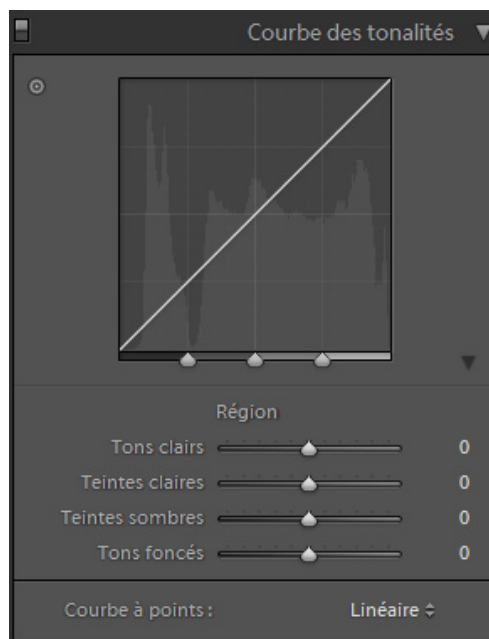 Courbe des tonalités
Région
Tons clairs 0
Teintes claires 0
Teintes sombres 0
Tons foncés 0
Courbe à points : Linéaire